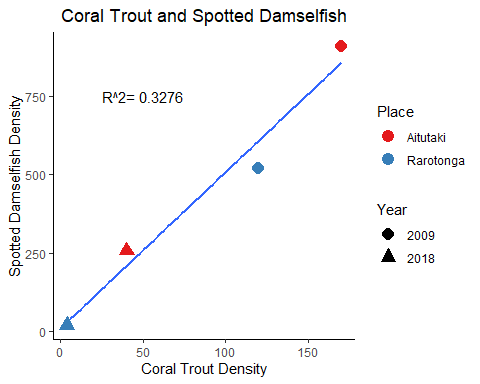 Coral Trout and Spotted Damselfish
R^2= 0.3276
Spotted Damselfish Density
750
500
250
0
0 50 100 150
Coral Trout Density
Place
Aitutaki
Rarotonga
Year
2009
2018